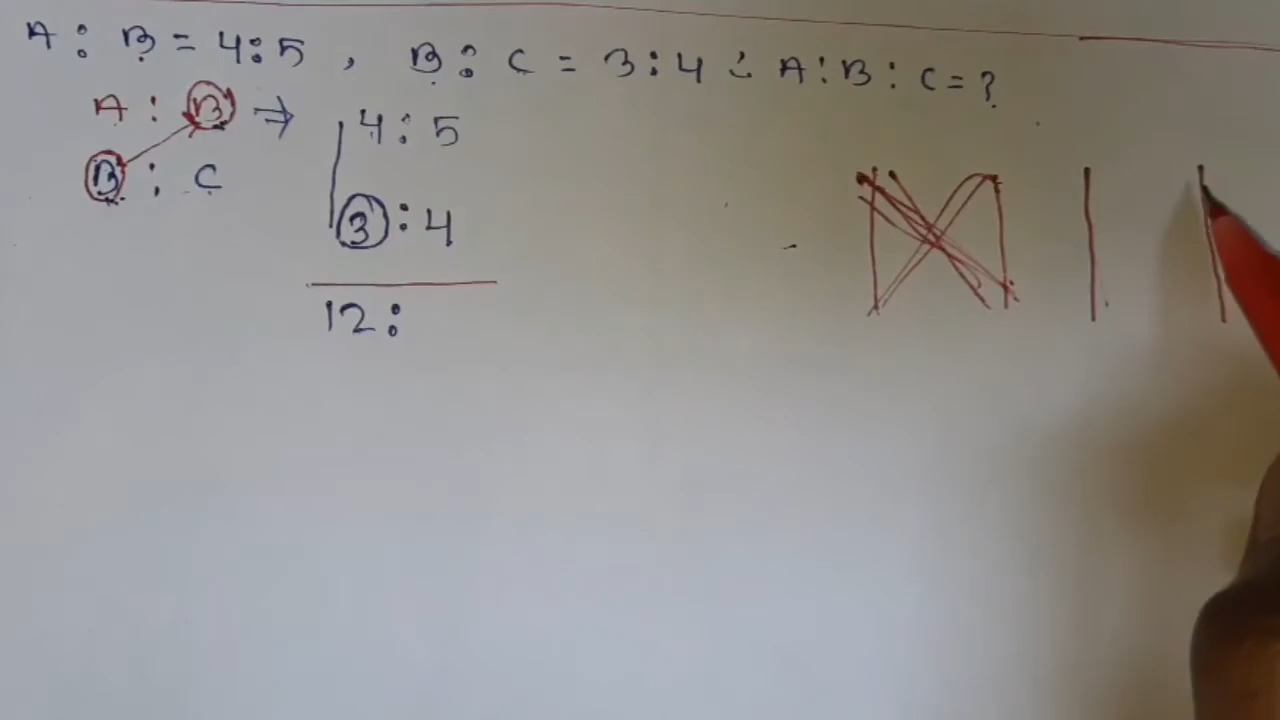 A : B = 4:5 , B : C = 3:4 ∴ A:B:C = ?
A : B ⇒ 4 : 5
B : C 3 : 4
12 :